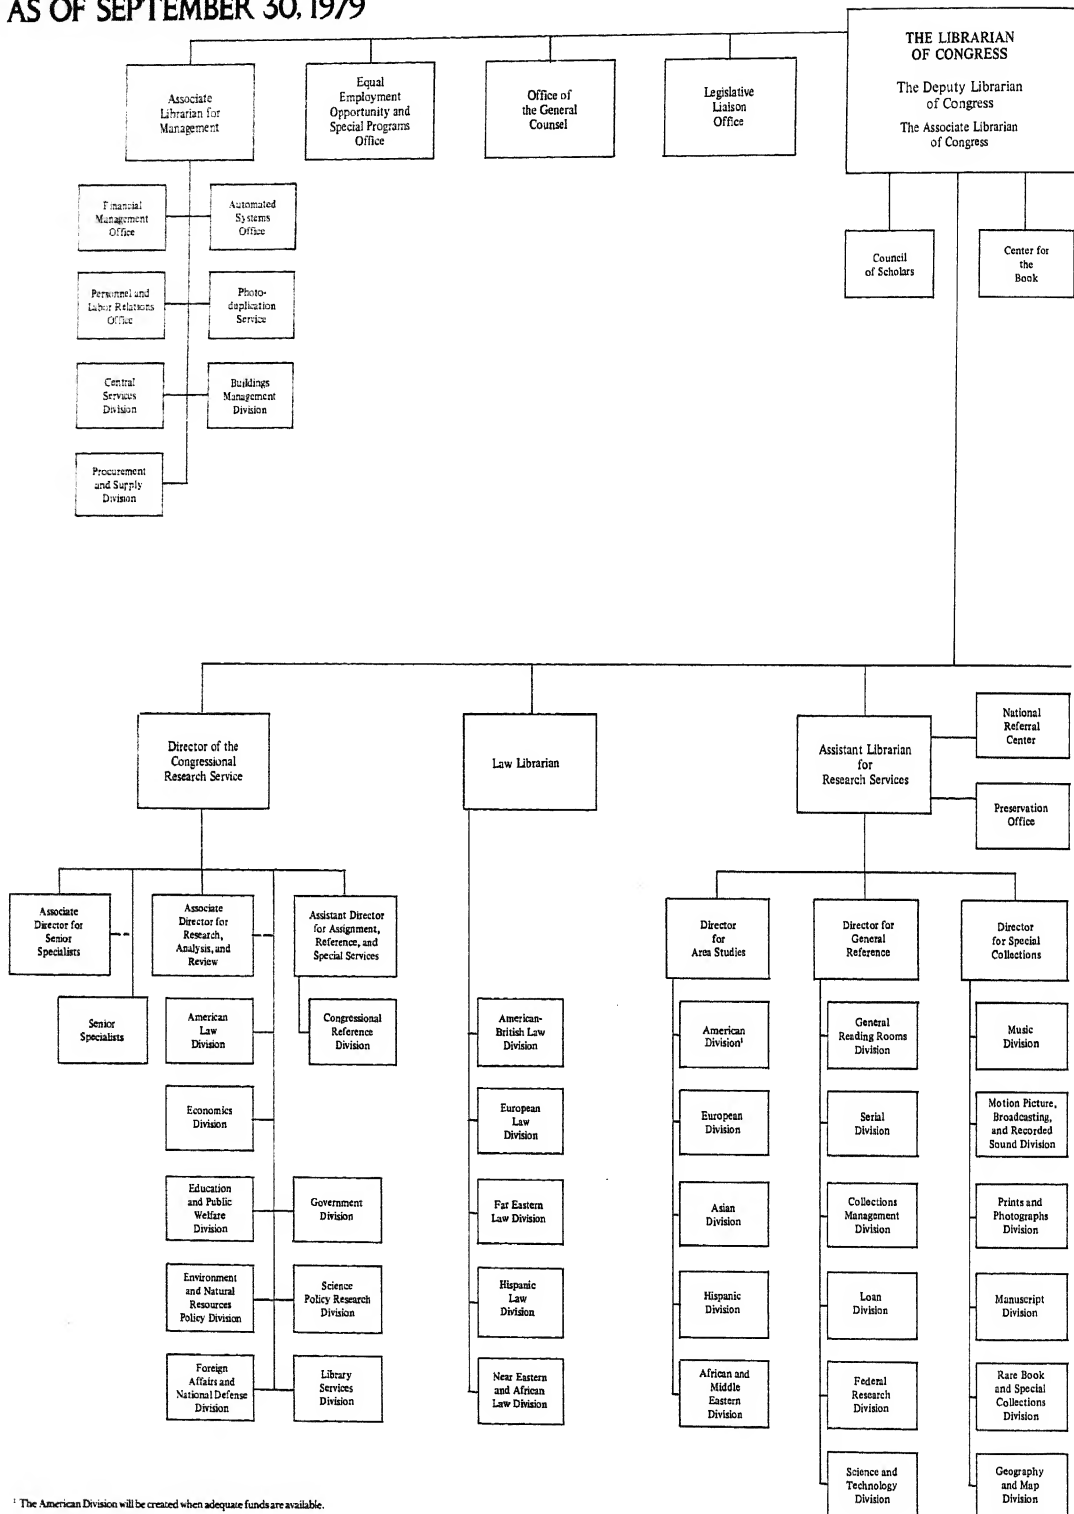 AS OF SEPTEMBER 30, 1979
THE LIBRARIAN
OF CONGRESS
The Deputy Librarian
of Congress
The Associate Librarian
of Congress
Associate
Librarian for
Management
Equal
Employment
Opportunity and
Special Programs
Office
Office of
the General
Counsel
Legislative
Liaison
Office
Financial
Management
Office
Automated
Systems
Office
Personnel and
Labor Relations
Office
Photo-
duplication
Service
Central
Services
Division
Buildings
Management
Division
Procurement
and Supply
Division
Council
of Scholars
Center for
the
Book
Director of the
Congressional
Research Service
Law Librarian
Assistant Librarian
for
Research Services
National
Referral
Center
Preservation
Office
Associate
Director for
Senior
Specialists
Associate
Director for
Research,
Analysis, and
Review
Assistant Director
for Assignment,
Reference, and
Special Services
Senior
Specialists
American
Law
Division
Congressional
Reference
Division
Economics
Division
Education
and Public
Welfare
Division
Government
Division
Environment
and Natural
Resources
Policy Division
Science
Policy Research
Division
Foreign
Affairs and
National Defense
Division
Library
Services
Division
American-
British Law
Division
European
Law
Division
Far Eastern
Law Division
Hispanic
Law
Division
Near Eastern
and African
Law Division
Director
for
Area Studies
American
Division¹
European
Division
Asian
Division
Hispanic
Division
African and
Middle
Eastern
Division
Director for
General
Reference
General
Reading Rooms
Division
Serial
Division
Collections
Management
Division
Loan
Division
Federal
Research
Division
Science and
Technology
Division
Director
for Special
Collections
Music
Division
Motion Picture,
Broadcasting,
and Recorded
Sound Division
Prints and
Photographs
Division
Manuscript
Division
Rare Book
and Special
Collections
Division
Geography
and Map
Division
¹ The American Division will be created when adequate funds are available.